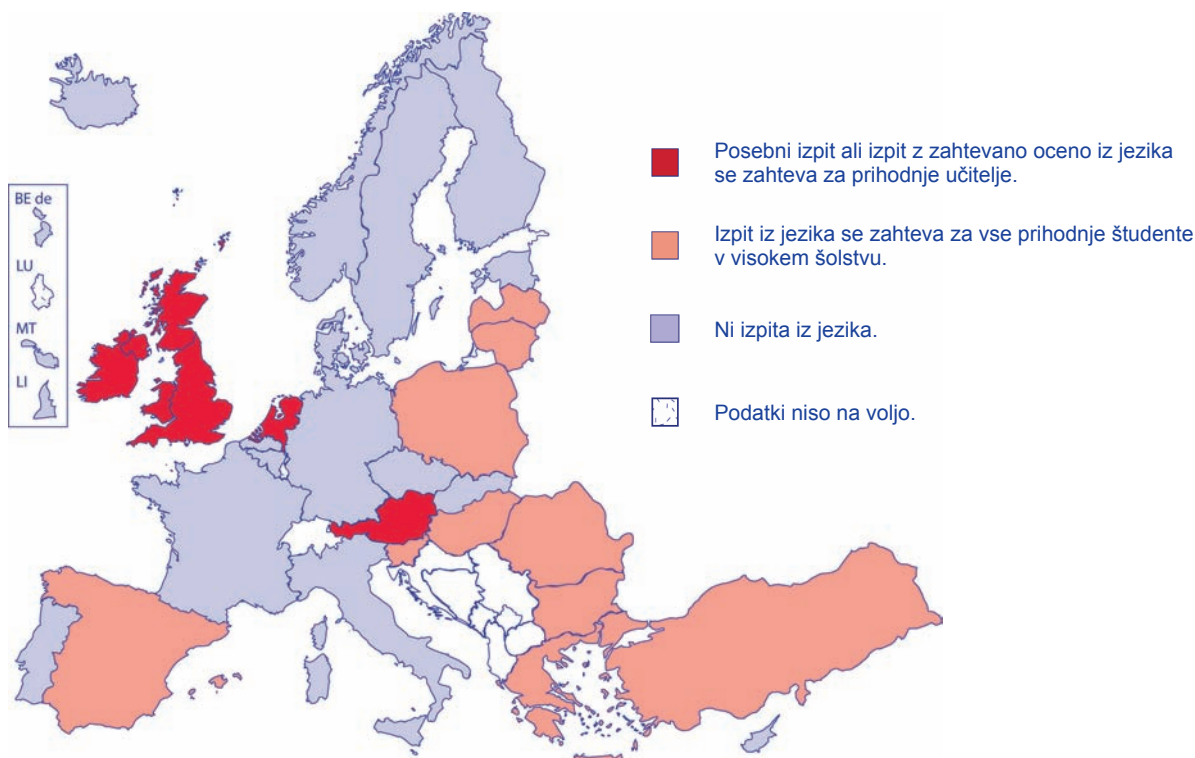 BE de
LU
MT
LI
Posebni izpit ali izpit z zahtevano oceno iz jezika
se zahteva za prihodnje učitelje.
Izpit iz jezika se zahteva za vse prihodnje študente
v visokem šolstvu.
Ni izpita iz jezika.
Podatki niso na voljo.